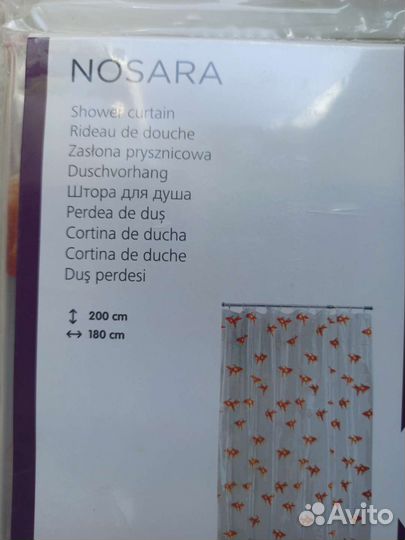 NOSARA
Shower curtain
Rideau de douche
Zasłona prysznicowa
Duschvorhang
Штора для душа
Perdea de duș
Cortina de ducha
Cortina de duche
Duş perdesi
200 cm
180 cm
Avito